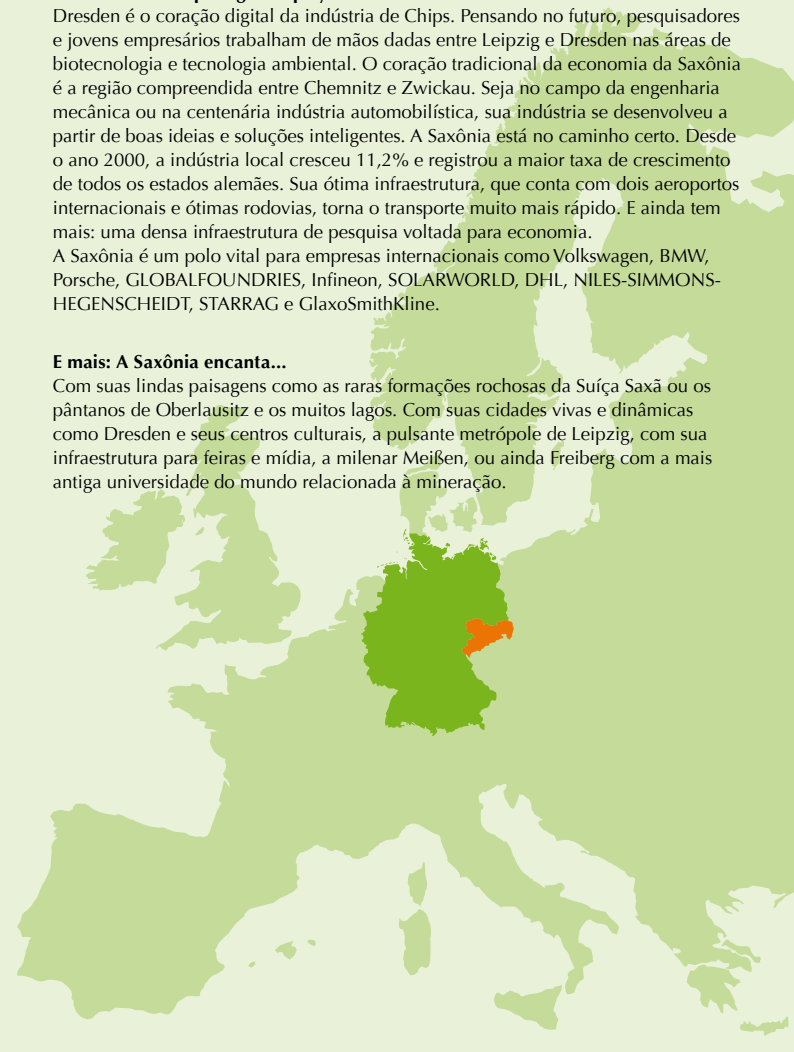 Dresden é o coração digital da indústria de Chips. Pensando no futuro, pesquisadores
e jovens empresários trabalham de mãos dadas entre Leipzig e Dresden nas áreas de
biotecnologia e tecnologia ambiental. O coração tradicional da economia da Saxônia
é a região compreendida entre Chemnitz e Zwickau. Seja no campo da engenharia
mecânica ou na centenária indústria automobilística, sua indústria se desenvolveu a
partir de boas ideias e soluções inteligentes. A Saxônia está no caminho certo. Desde
o ano 2000, a indústria local cresceu 11,2% e registrou a maior taxa de crescimento
de todos os estados alemães. Sua ótima infraestrutura, que conta com dois aeroportos
internacionais e ótimas rodovias, torna o transporte muito mais rápido. E ainda tem
mais: uma densa infraestrutura de pesquisa voltada para economia.
A Saxônia é um polo vital para empresas internacionais como Volkswagen, BMW,
Porsche, GLOBALFOUNDRIES, Infineon, SOLARWORLD, DHL, NILES-SIMMONS-
HEGENSCHEIDT, STARRAG e GlaxoSmithKline.
E mais: A Saxônia encanta...
Com suas lindas paisagens como as raras formações rochosas da Suíça Saxã ou os
pântanos de Oberlausitz e os muitos lagos. Com suas cidades vivas e dinâmicas
como Dresden e seus centros culturais, a pulsante metrópole de Leipzig, com sua
infraestrutura para feiras e mídia, a milenar Meißen, ou ainda Freiberg com a mais
antiga universidade do mundo relacionada à mineração.